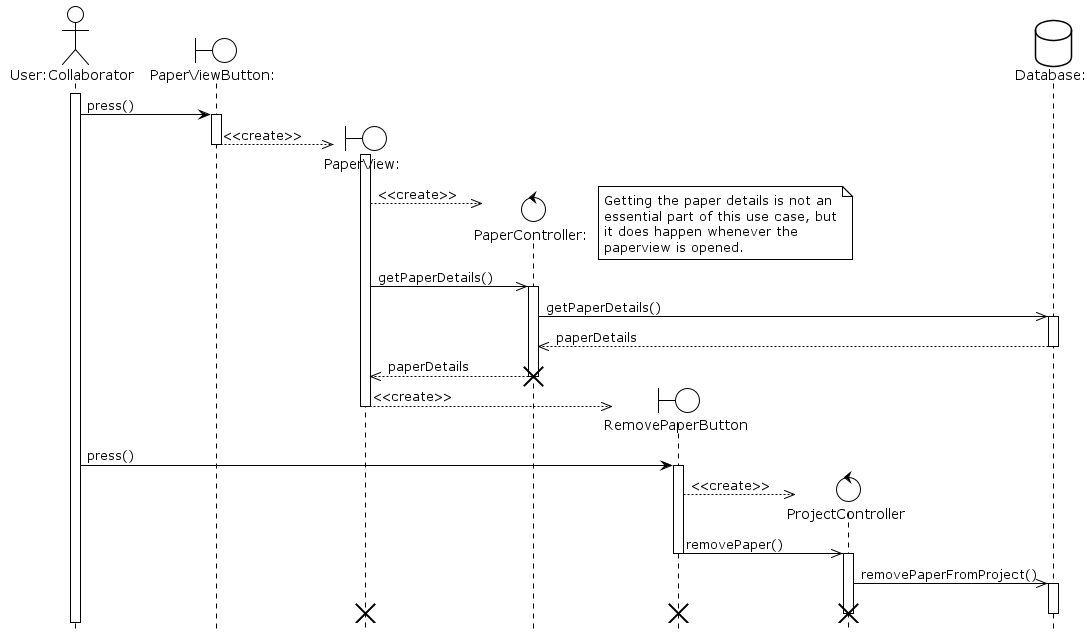 User:Collaborator
PaperViewButton:
Database:
press()
<<create>>
PaperView:
<<create>>
PaperController:
Getting the paper details is not an
essential part of this use case, but
it does happen whenever the
paperview is opened.
getPaperDetails()
getPaperDetails()
paperDetails
paperDetails
<<create>>
RemovePaperButton
press()
<<create>>
ProjectController
removePaper()
removePaperFromProject()